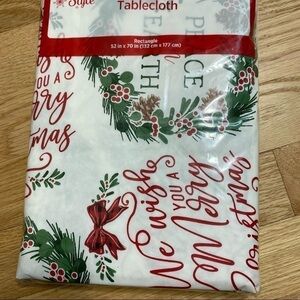 Style
Tablecloth
Rectangle
52 in x 70 in (132 cm x 177 cm)
PEACE
YOU A
Merry
mas
We wish
YOU A
Merry
Christmas